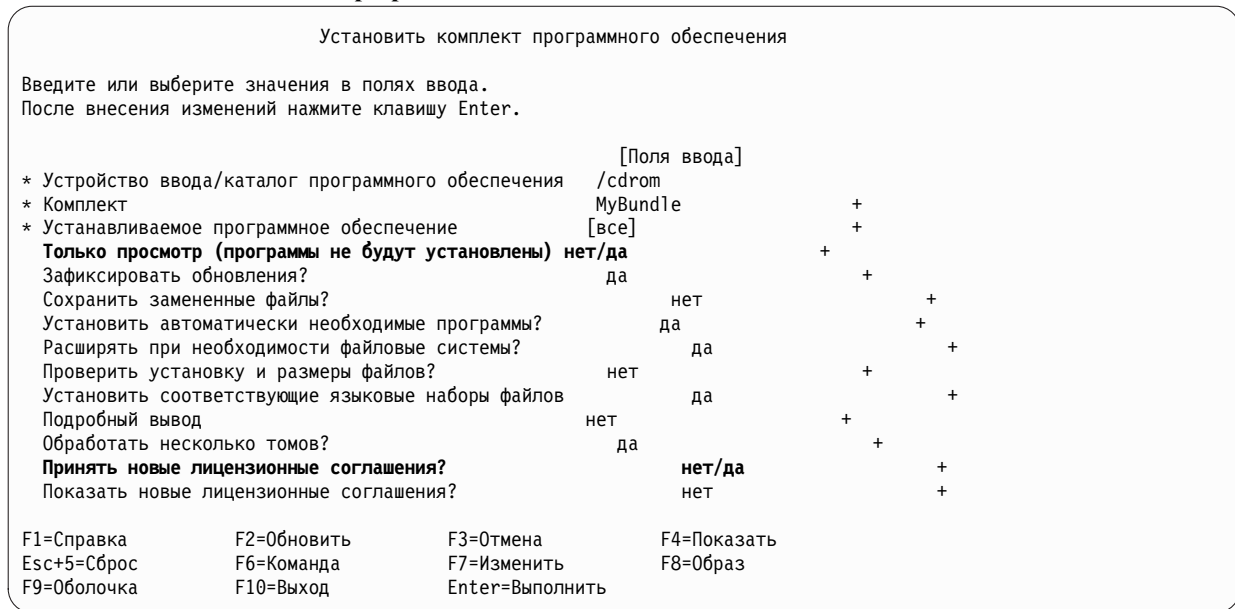 Установить комплект программного обеспечения
Введите или выберите значения в полях ввода.
После внесения изменений нажмите клавишу Enter.
[Поля ввода]
* Устройство ввода/каталог программного обеспечения /cdrom
* Комплект MyBundle +
* Устанавливаемое программное обеспечение [все] +
Только просмотр (программы не будут установлены) нет/да +
Зафиксировать обновления? да +
Сохранить замененные файлы? нет +
Установить автоматически необходимые программы? да +
Расширять при необходимости файловые системы? да +
Проверить установку и размеры файлов? нет +
Установить соответствующие языковые наборы файлов да +
Подробный вывод нет +
Обработать несколько томов? да +
Принять новые лицензионные соглашения? нет/да +
Показать новые лицензионные соглашения? нет +
F1=Справка F2=Обновить F3=Отмена F4=Показать
Esc+5=Сброс F6=Команда F7=Изменить F8=Образ
F9=Оболочка F10=Выход Enter=Выполнить